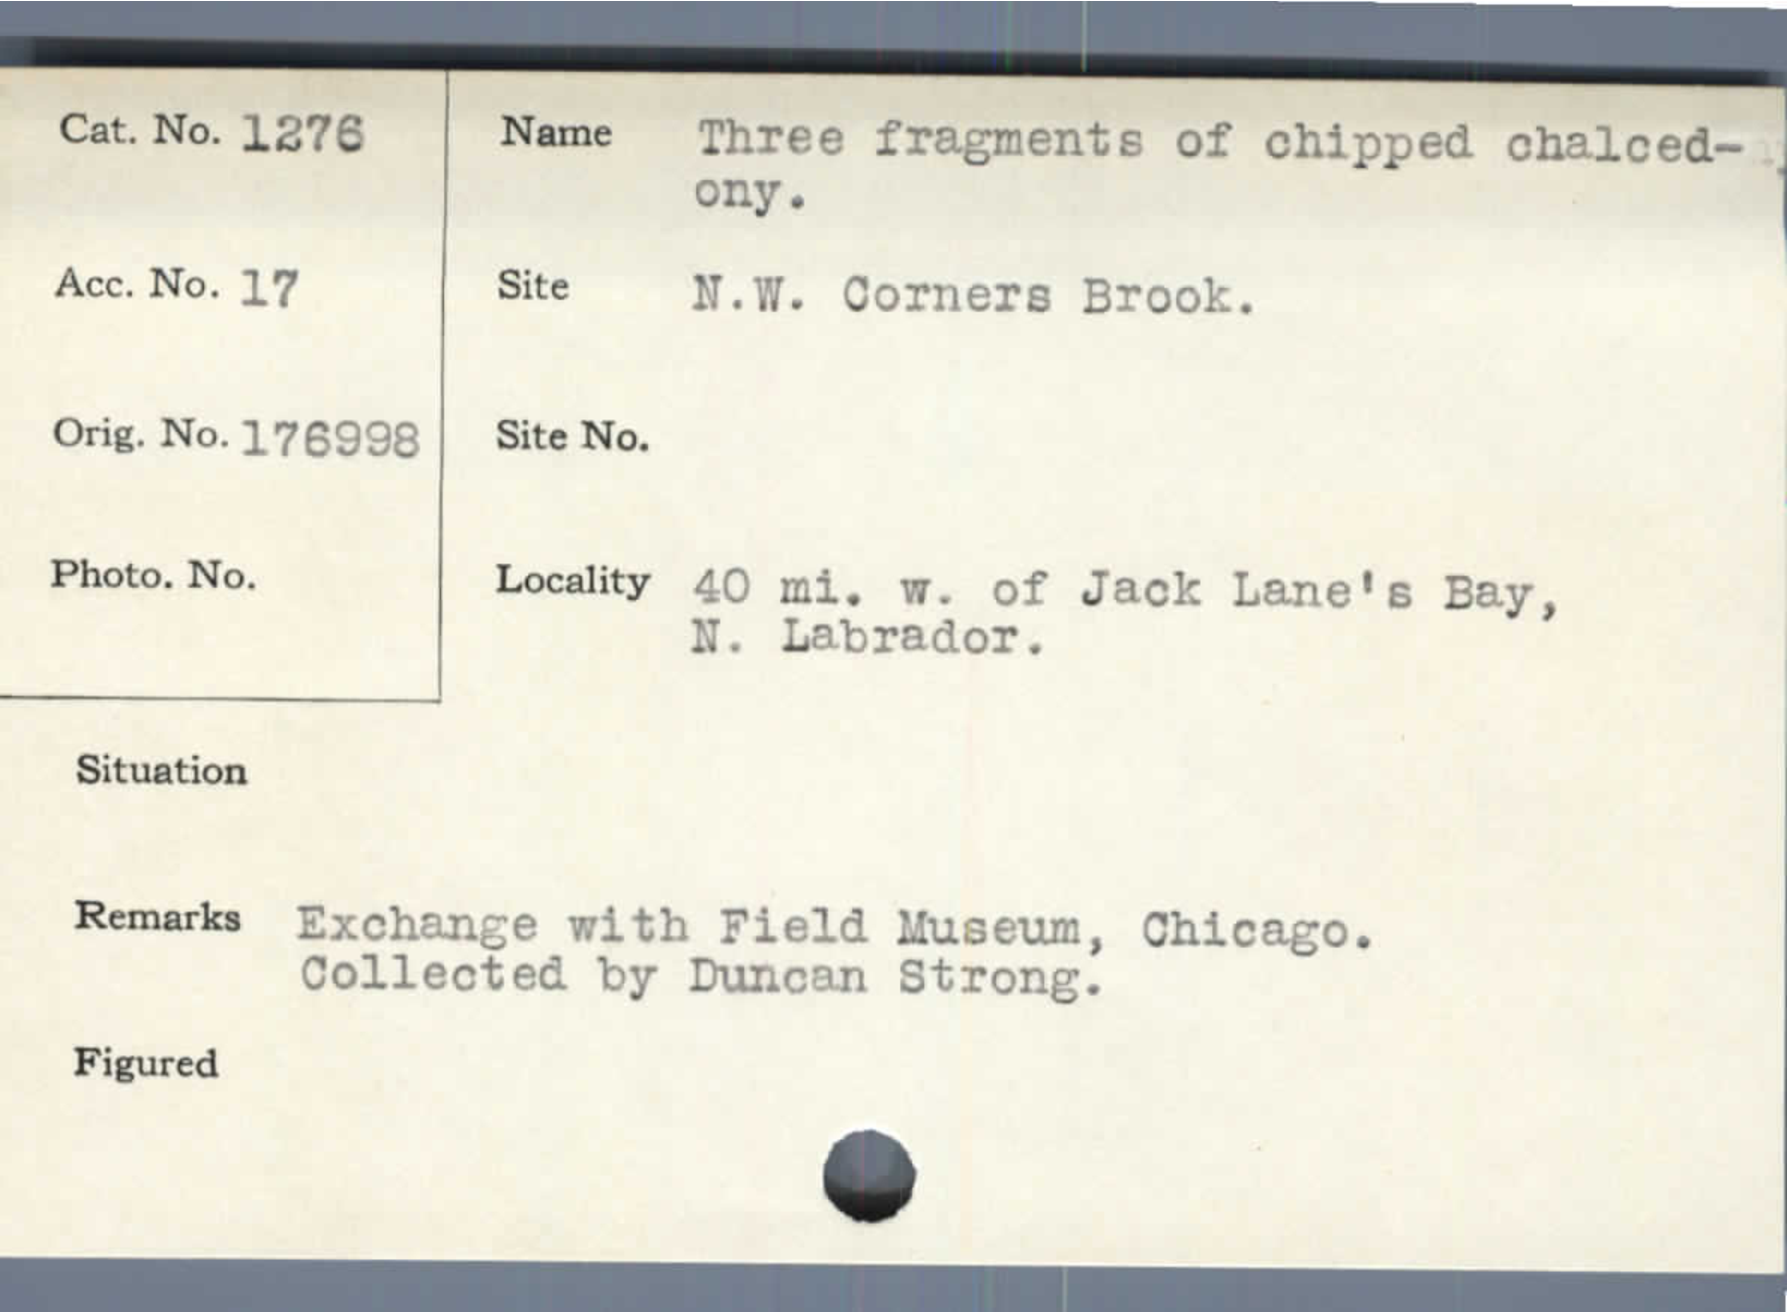 Cat. No. 1276
Name Three fragments of chipped chalced-
ony.
Acc. No. 17
Site N.W. Corners Brook.
Orig. No. 176998
Site No.
Photo. No.
Locality 40 mi. w. of Jack Lane's Bay,
N. Labrador.
Situation
Remarks Exchange with Field Museum, Chicago.
Collected by Duncan Strong.
Figured